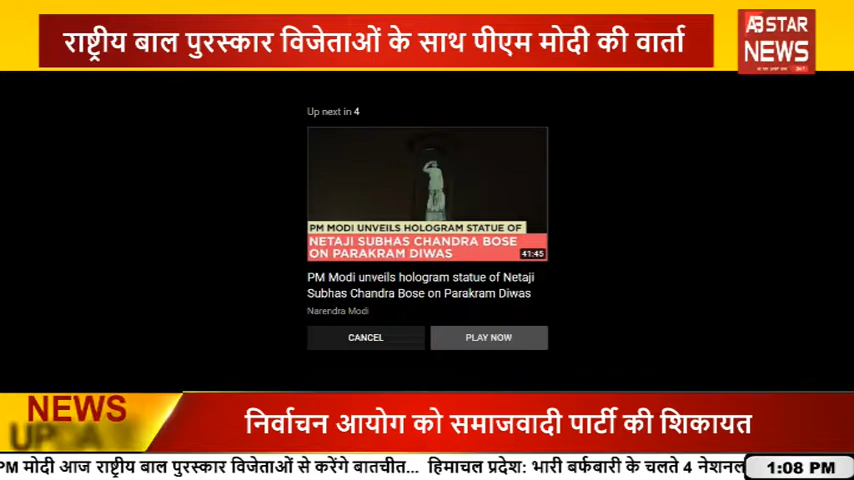 राष्ट्रीय बाल पुरस्कार विजेताओं के साथ पीएम मोदी की वार्ता
AB STAR
NEWS
Up next in 4
PM MODI UNVEILS HOLOGRAM STATUE OF
NETAJI SUBHAS CHANDRA BOSE
ON PARAKRAM DIWAS
41:45
PM Modi unveils hologram statue of Netaji
Subhas Chandra Bose on Parakram Diwas
Narendra Modi
CANCEL
PLAY NOW
NEWS
UPDA
निर्वाचन आयोग को समाजवादी पार्टी की शिकायत
PM मोदी आज राष्ट्रीय बाल पुरस्कार विजेताओं से करेंगे बातचीत... हिमाचल प्रदेश: भारी बर्फबारी के चलते 4 नेशनल
1:08 PM